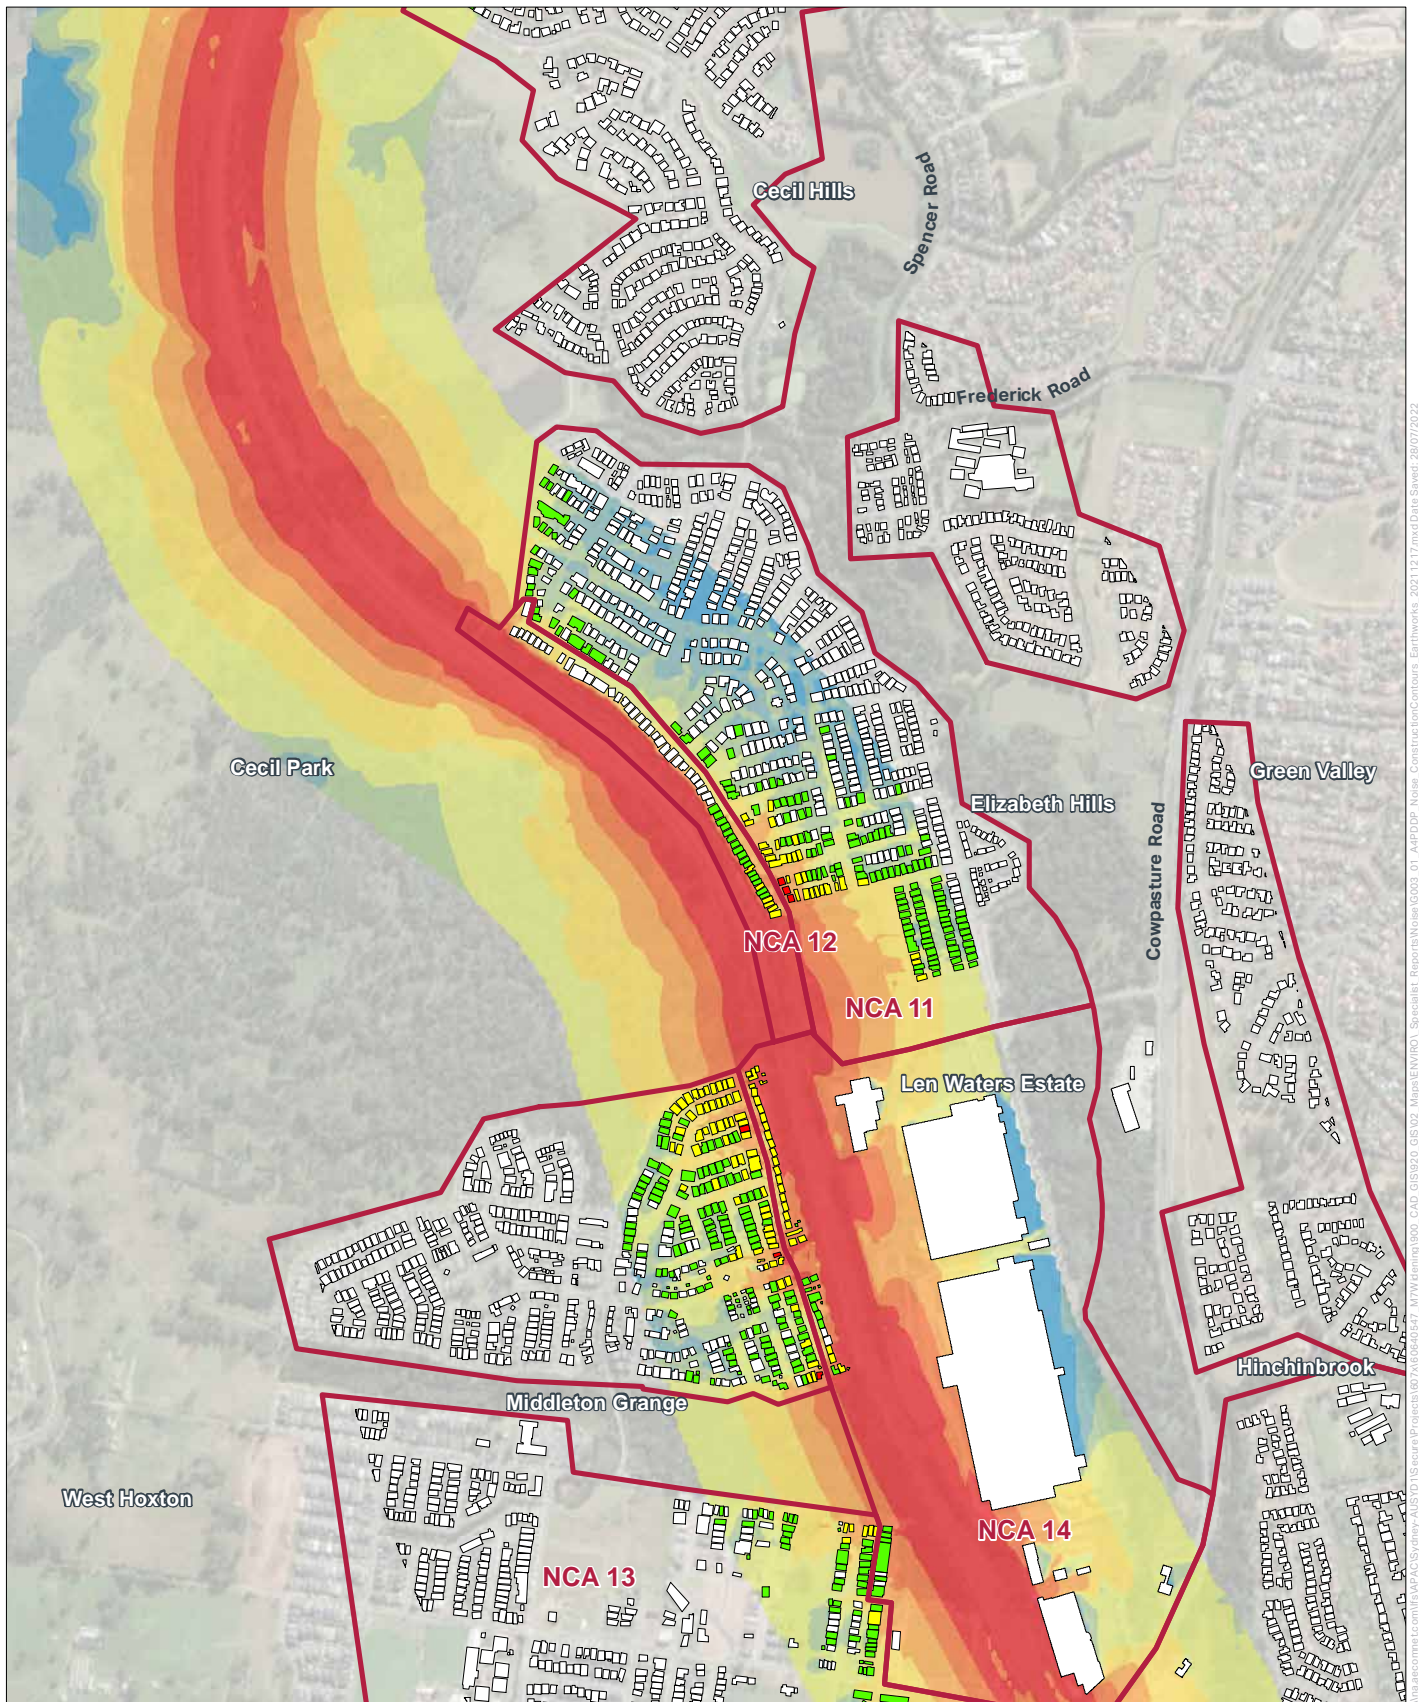 Cecil Hills
Spencer Road
Frederick Road
Cecil Park
Green Valley
Elizabeth Hills
Cowpasture Road
NCA 12
NCA 11
Len Waters Estate
Hinchinbrook
Middleton Grange
West Hoxton
NCA 14
NCA 13